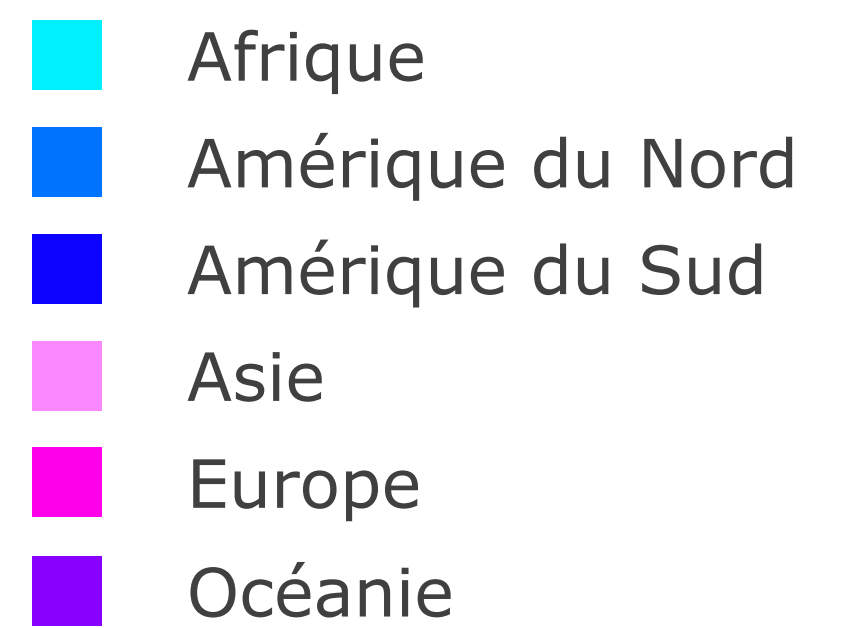 Afrique
Amérique du Nord
Amérique du Sud
Asie
Europe
Océanie